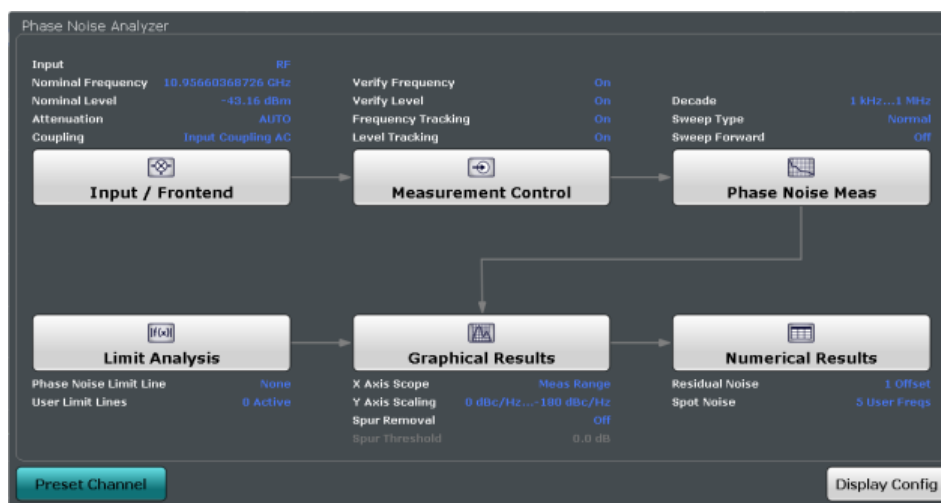 Phase Noise Analyzer
Input RF
Nominal Frequency 10.95660368726 GHz
Nominal Level -43.16 dBm
Attenuation AUTO
Coupling Input Coupling AC
Verify Frequency On
Verify Level On
Frequency Tracking On
Level Tracking On
Decade 1 kHz...1 MHz
Sweep Type Normal
Sweep Forward Off
Input / Frontend
Measurement Control
Phase Noise Meas
|f(x)|
Limit Analysis
Graphical Results
Numerical Results
Phase Noise Limit Line None
User Limit Lines 0 Active
X Axis Scope Meas Range
Y Axis Scaling 0 dBc/Hz...-180 dBc/Hz
Spur Removal Off
Spur Threshold 0.0 dB
Residual Noise 1 Offset
Spot Noise 5 User Freqs
Preset Channel
Display Config